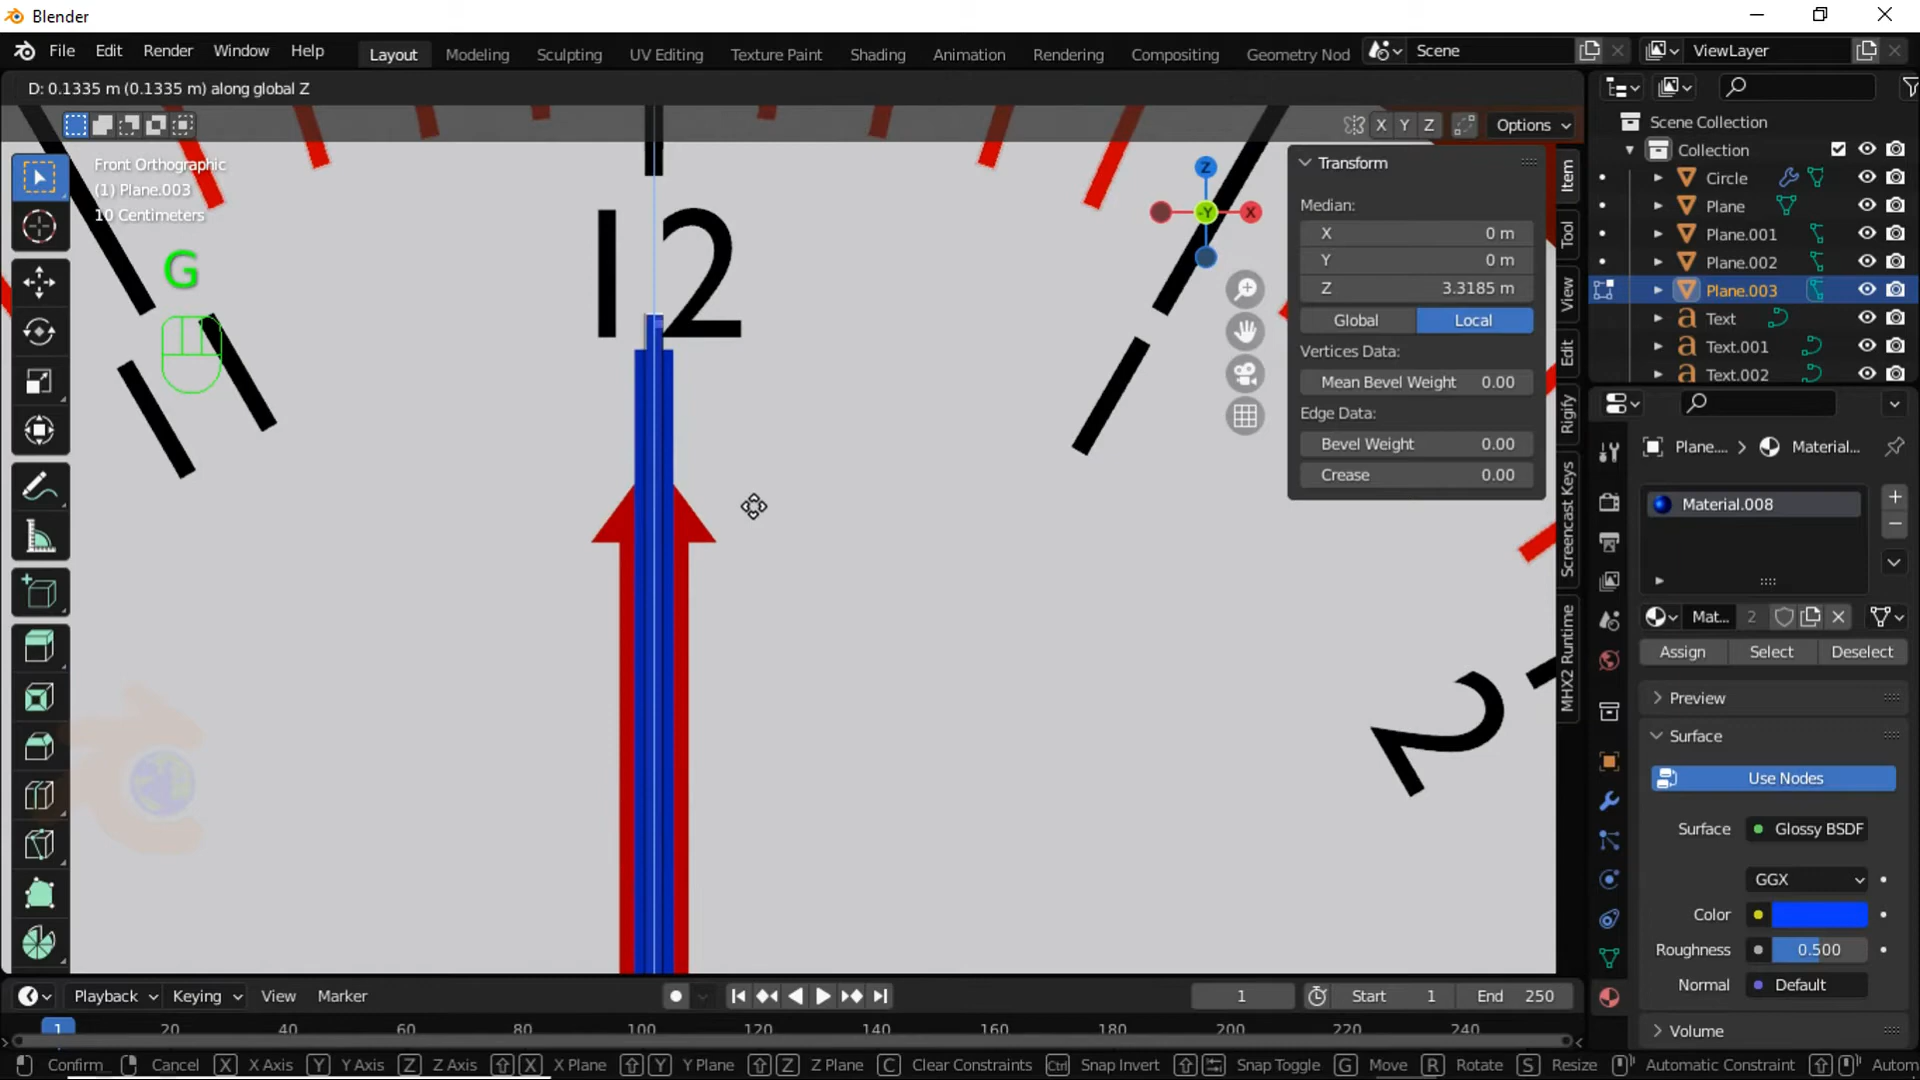 Blender
File Edit Render Window Help Layout Modeling Sculpting UV Editing Texture Paint Shading Animation Rendering Compositing Geometry Nod Scene ViewLayer
D: 0.1335 m (0.1335 m) along global Z
X Y Z Options
Front Orthographic
(1) Plane.003
10 Centimeters
G
12
2
Z
-Y
X
Transform
Median:
X 0 m
Y 0 m
Z 3.3185 m
Global Local
Vertices Data:
Mean Bevel Weight 0.00
Edge Data:
Bevel Weight 0.00
Crease 0.00
Item
Tool
View
Edit
Rigify
Screencast Keys
MHX2 Runtime
Scene Collection
Collection
Circle
Plane
Plane.001
Plane.002
Plane.003
Text
Text.001
Text.002
Plane.... Material...
Material.008
Mat... 2
Assign Select Deselect
Preview
Surface
Use Nodes
Surface Glossy BSDF
GGX
Color
Roughness 0.500
Normal Default
Volume
Playback Keying View Marker 1 Start 1 End 250
1 20 40 60 80 100 120 140 160 180 200 220 240
Confirm Cancel X X Axis Y Y Axis Z Z Axis X X Plane Y Y Plane Z Z Plane C Clear Constraints Ctrl Snap Invert Snap Toggle G Move R Rotate S Resize Automatic Constraint Autom